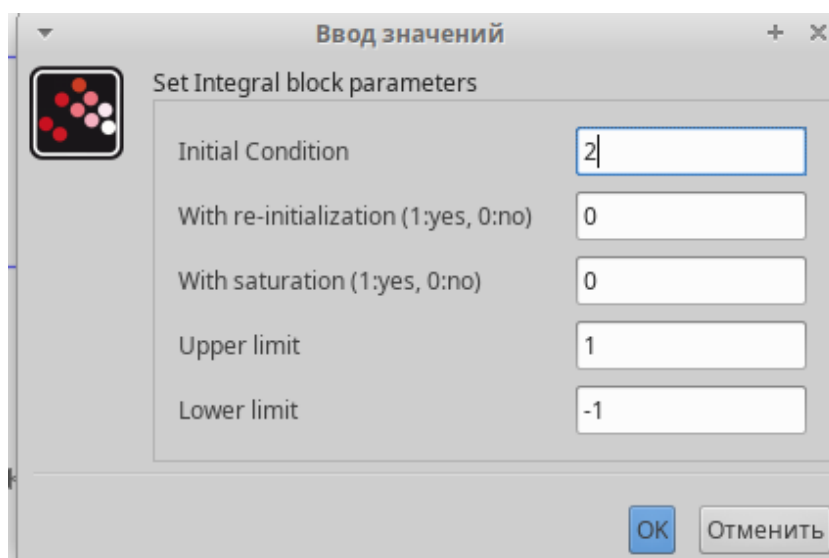 Ввод значений
Set Integral block parameters
Initial Condition 2
With re-initialization (1:yes, 0:no) 0
With saturation (1:yes, 0:no) 0
Upper limit 1
Lower limit -1
OK Отменить